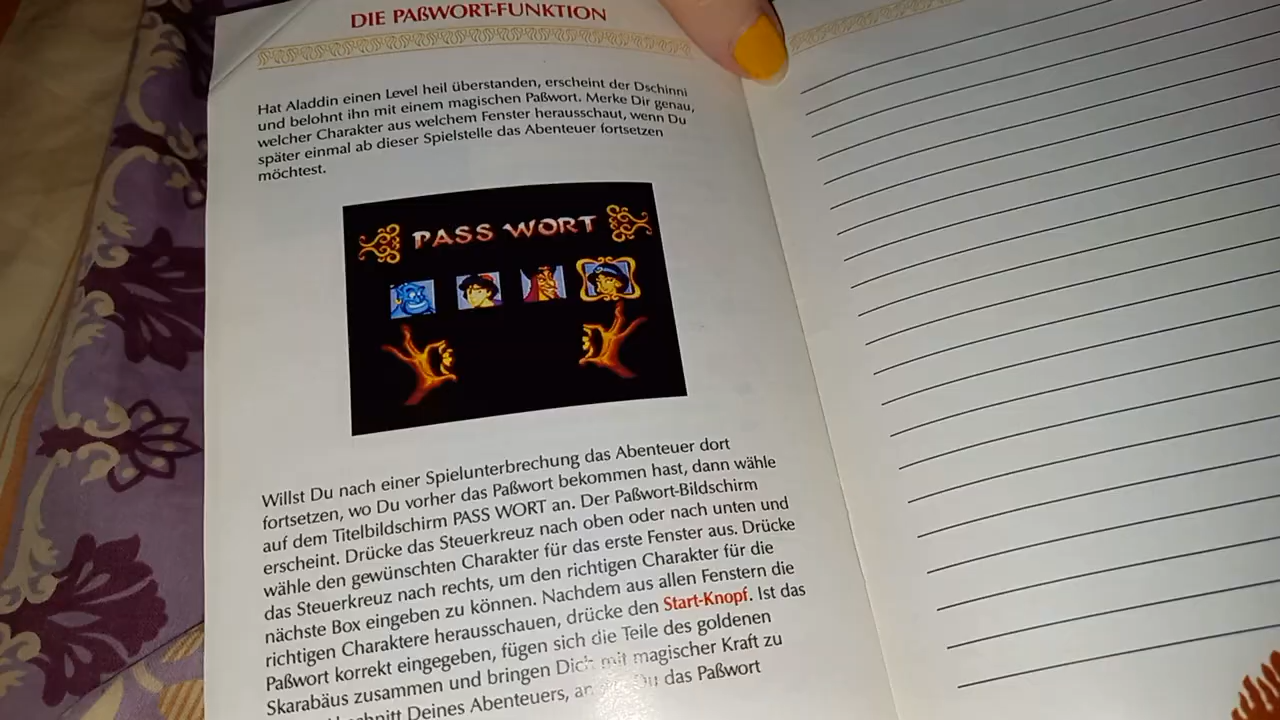 DIE PAßWORT-FUNKTION
Hat Aladdin einen Level heil überstanden, erscheint der Dschinni
und belohnt ihn mit einem magischen Paßwort. Merke Dir genau,
welcher Charakter aus welchem Fenster herausschaut, wenn Du
später einmal ab dieser Spielstelle das Abenteuer fortsetzen
möchtest.
PASS WORT
Willst Du nach einer Spielunterbrechung das Abenteuer dort
fortsetzen, wo Du vorher das Paßwort bekommen hast, dann wähle
auf dem Titelbildschirm PASS WORT an. Der Paßwort-Bildschirm
erscheint. Drücke das Steuerkreuz nach oben oder nach unten und
wähle den gewünschten Charakter für das erste Fenster aus. Drücke
das Steuerkreuz nach rechts, um den richtigen Charakter für die
nächste Box eingeben zu können. Nachdem aus allen Fenstern die
richtigen Charaktere herausschauen, drücke den Start-Knopf. Ist das
Paßwort korrekt eingegeben, fügen sich die Teile des goldenen
Skarabäus zusammen und bringen Dich mit magischer Kraft zu
Deines Abenteuers, Du das Paßwort